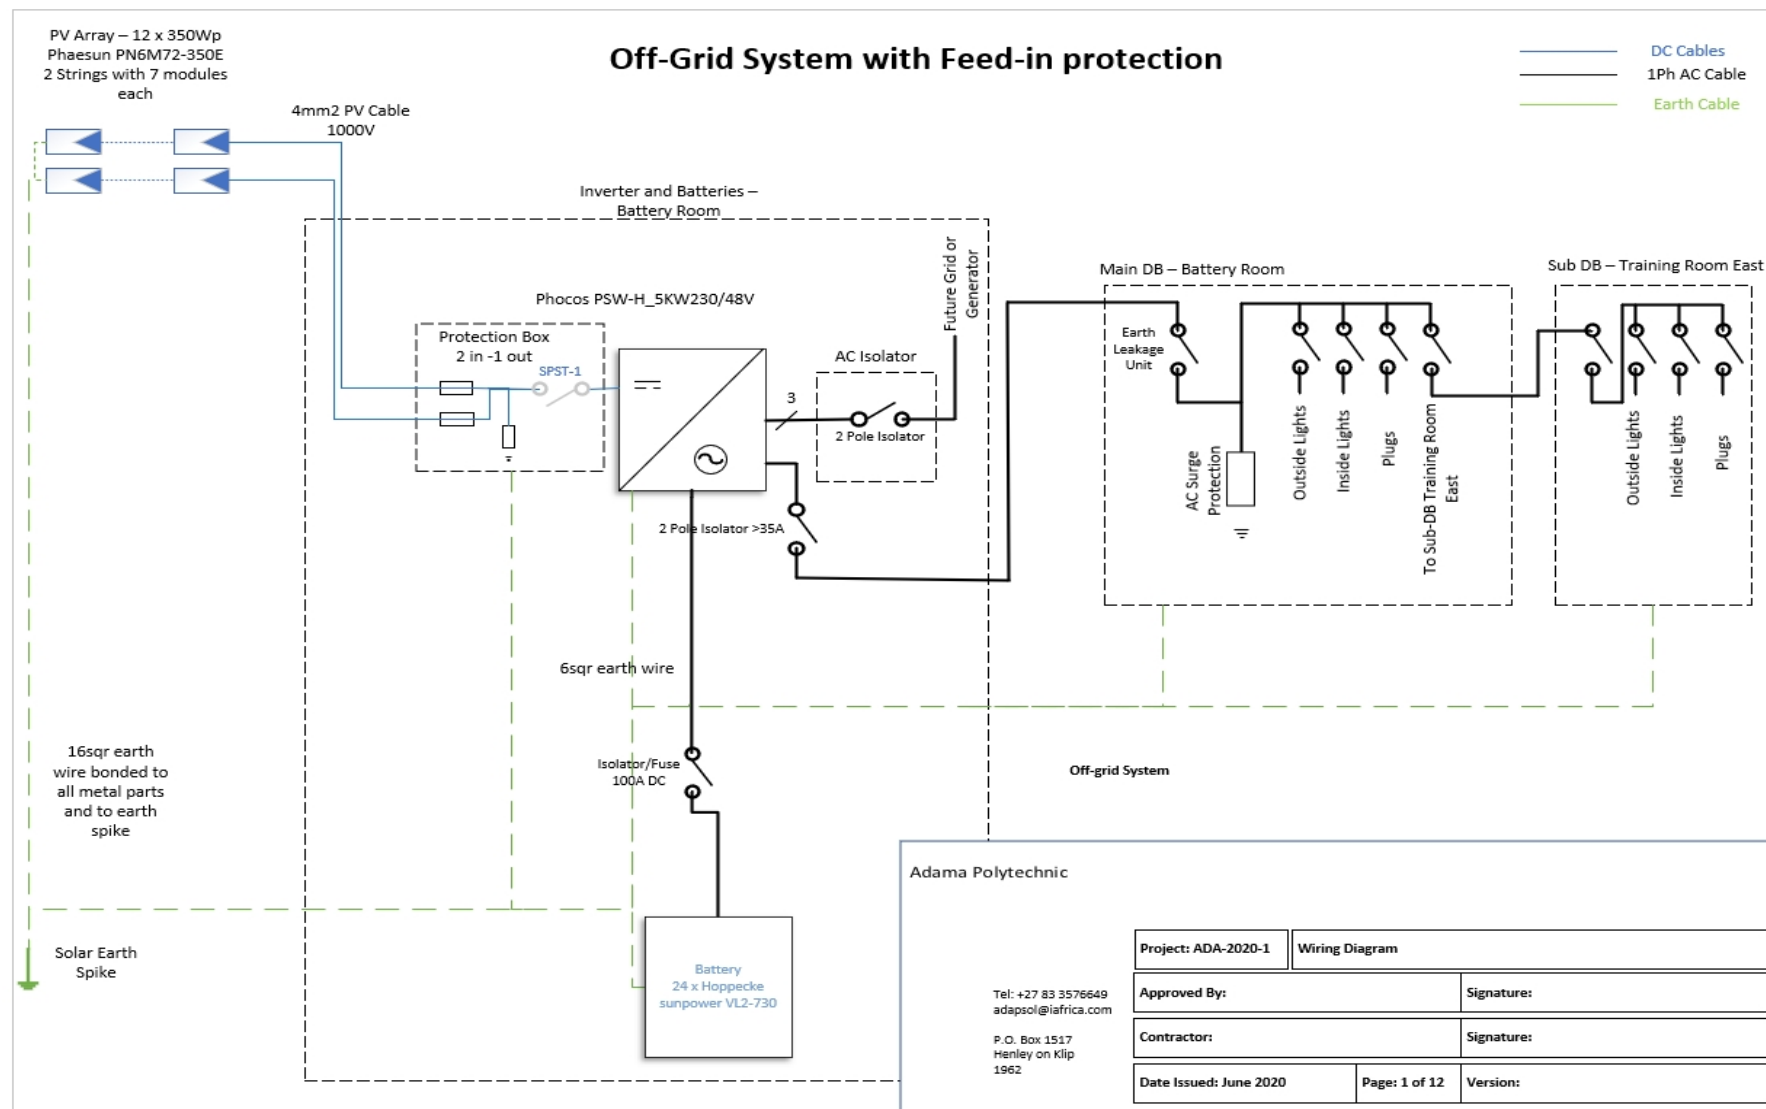 Off-Grid System with Feed-in protection
PV Array – 12 x 350Wp
Phaesun PN6M72-350E
2 Strings with 7 modules
each
4mm2 PV Cable
1000V
DC Cables
1Ph AC Cable
Earth Cable
Inverter and Batteries –
Battery Room
Phocos PSW-H_5KW230/48V
Protection Box
2 in -1 out
SPST-1
3
AC Isolator
2 Pole Isolator
Future Grid or
Generator
2 Pole Isolator >35A
Main DB – Battery Room
Earth
Leakage
Unit
AC Surge
Protection
Outside Lights
Inside Lights
Plugs
To Sub-DB Training Room
East
Sub DB – Training Room East
Outside Lights
Inside Lights
Plugs
6sqr earth wire
Isolator/Fuse
100A DC
16sqr earth
wire bonded to
all metal parts
and to earth
spike
Solar Earth
Spike
Battery
24 x Hoppecke
sunpower VL2-730
Off-grid System
Adama Polytechnic
Project: ADA-2020-1
Wiring Diagram
Tel: +27 83 3576649
adapsol@iafrica.com
P.O. Box 1517
Henley on Klip
1962
Approved By:
Signature:
Contractor:
Signature:
Date Issued: June 2020
Page: 1 of 12
Version: